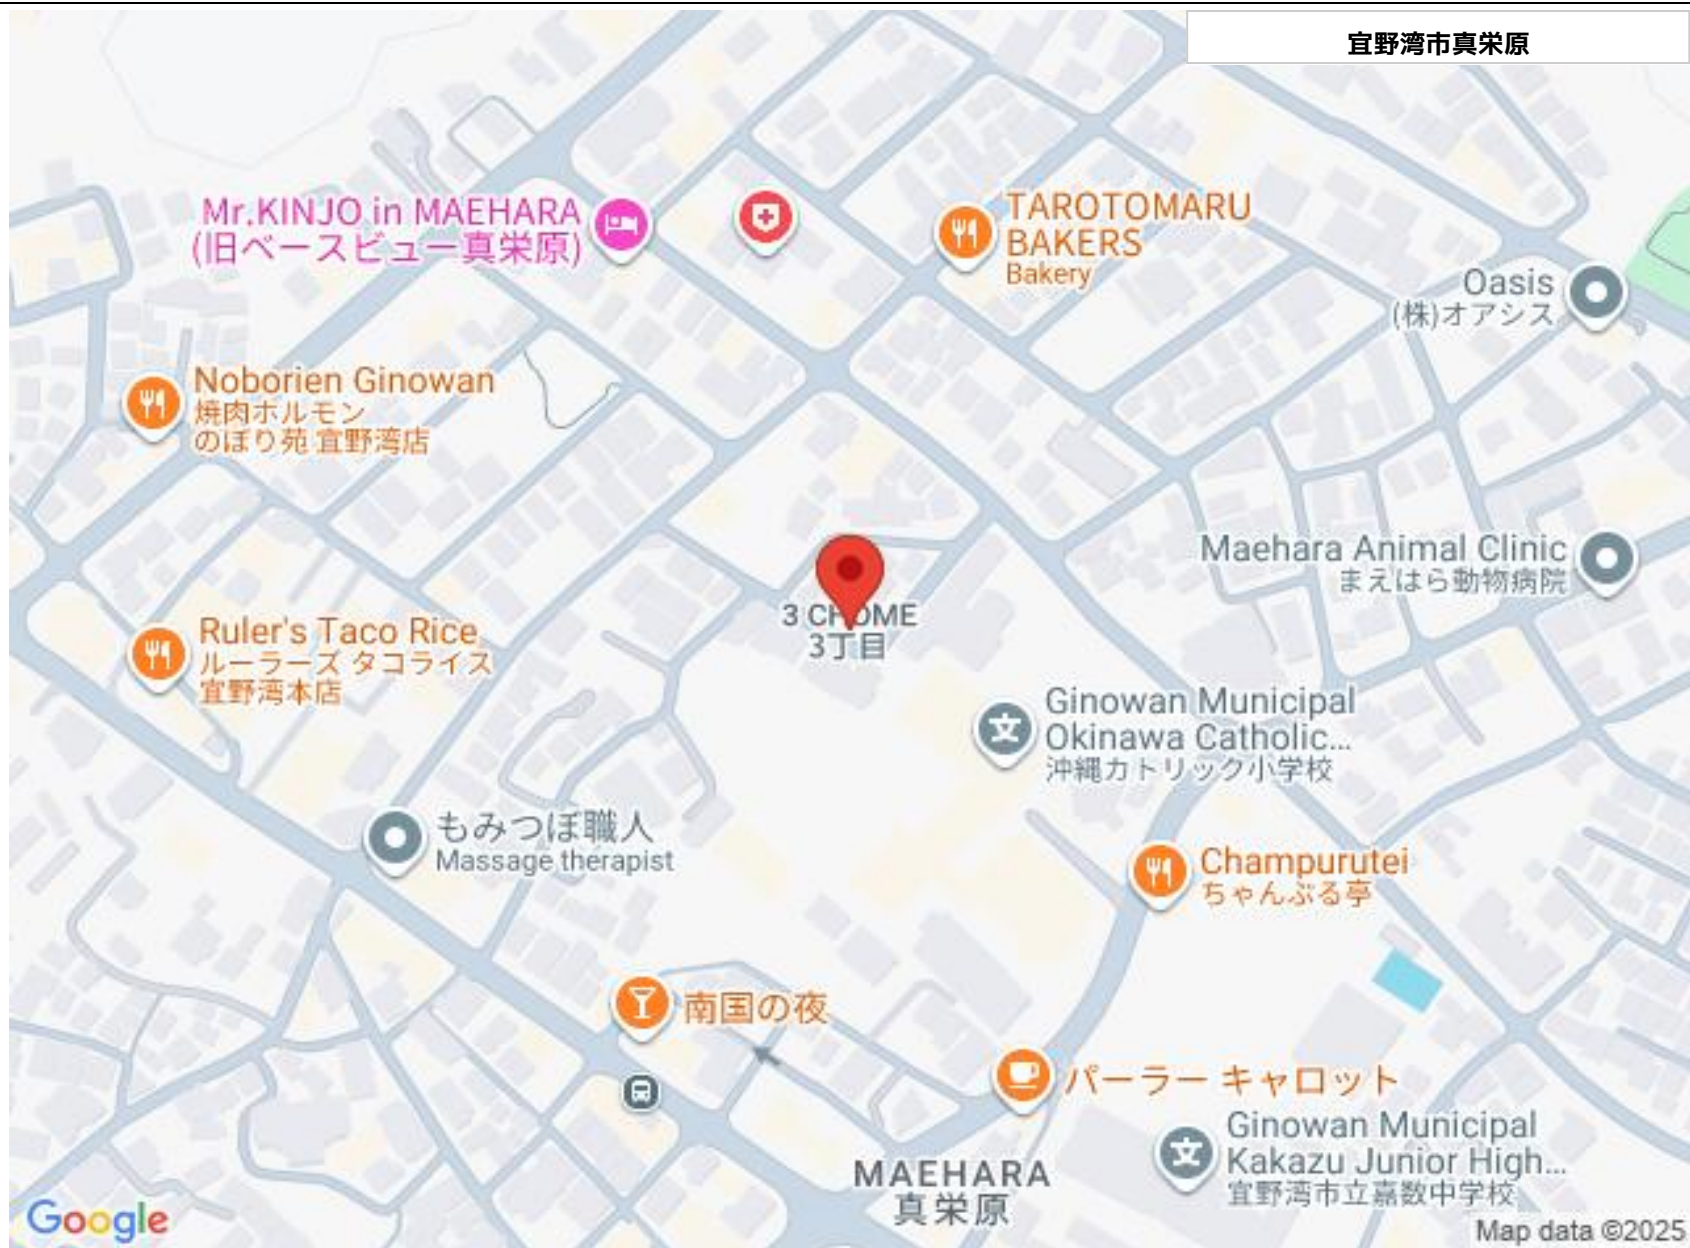 宜野湾市真栄原
Mr.KINJO in MAEHARA
(旧ベースビュー真栄原)
TAROTOMARU
BAKERS
Bakery
Oasis
(株)オアシス
Noborien Ginowan
焼肉ホルモン
のぼり苑 宜野湾店
Maehara Animal Clinic
まえはら動物病院
3 CHOME
3丁目
Ruler's Taco Rice
ルーラーズ タコライス
宜野湾本店
Ginowan Municipal
Okinawa Catholic...
沖縄カトリック小学校
もみつぼ職人
Massage therapist
Champurutei
ちゃんぷる亭
南国の夜
パーラー キャロット
Ginowan Municipal
Kakazu Junior High...
宜野湾市立嘉数中学校
MAEHARA
真栄原
Google
Map data ©2025